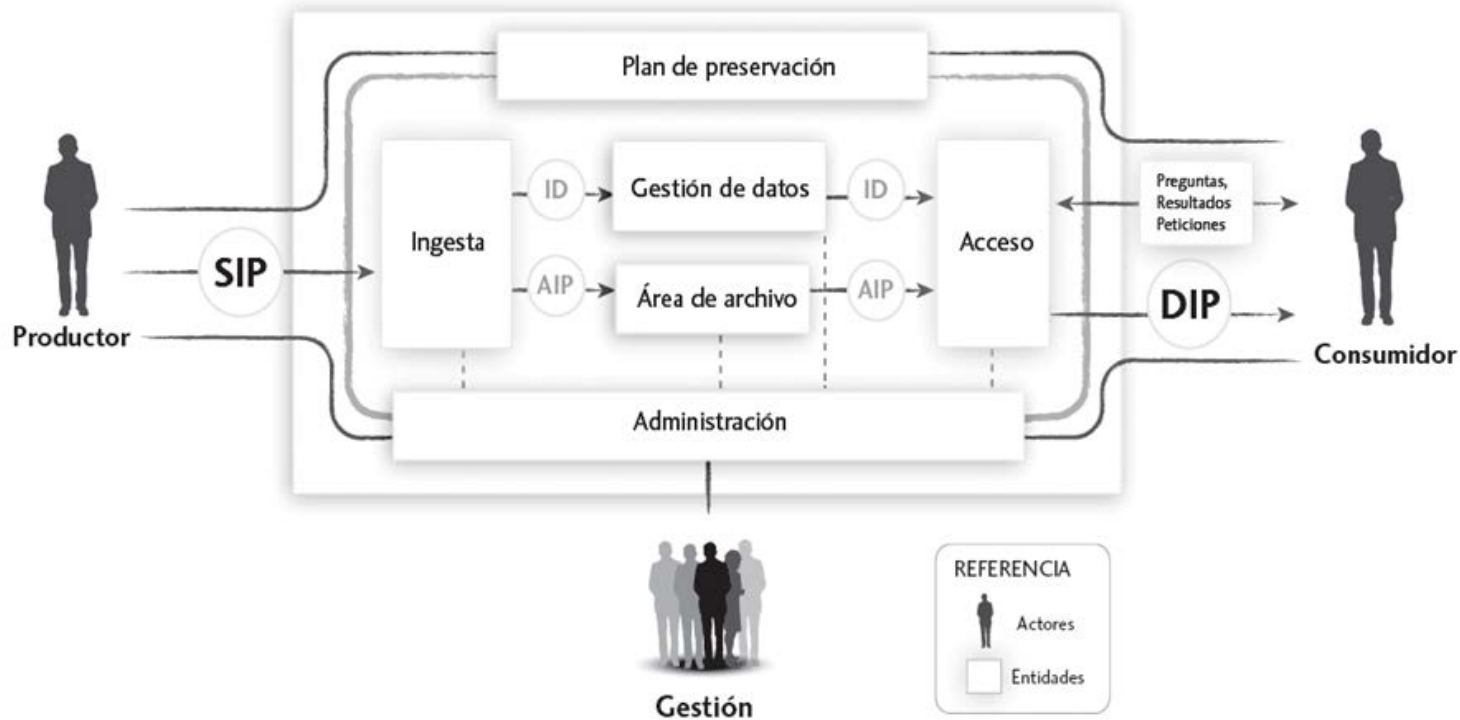 Plan de preservación
ID
Gestión de datos
ID
Preguntas,
Resultados
Peticiones
Ingesta
Acceso
SIP
AIP
Área de archivo
AIP
DIP
Productor
Consumidor
Administración
Gestión
REFERENCIA
Actores
Entidades